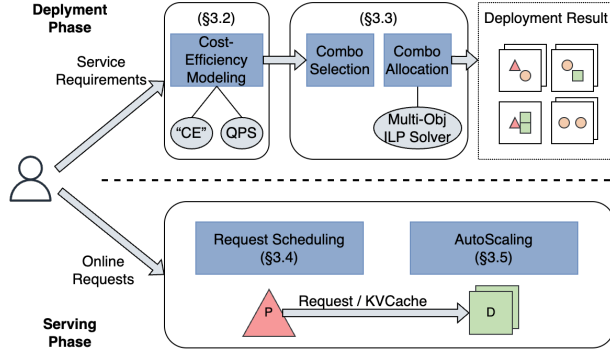 Deplyment
Phase
Service
Requirements
(§3.2)
Cost-
Efficiency
Modeling
“CE”
QPS
(§3.3)
Combo
Selection
Combo
Allocation
Multi-Obj
ILP Solver
Deployment Result
Online
Requests
Serving
Phase
Request Scheduling
(§3.4)
AutoScaling
(§3.5)
P
Request / KVCache
D